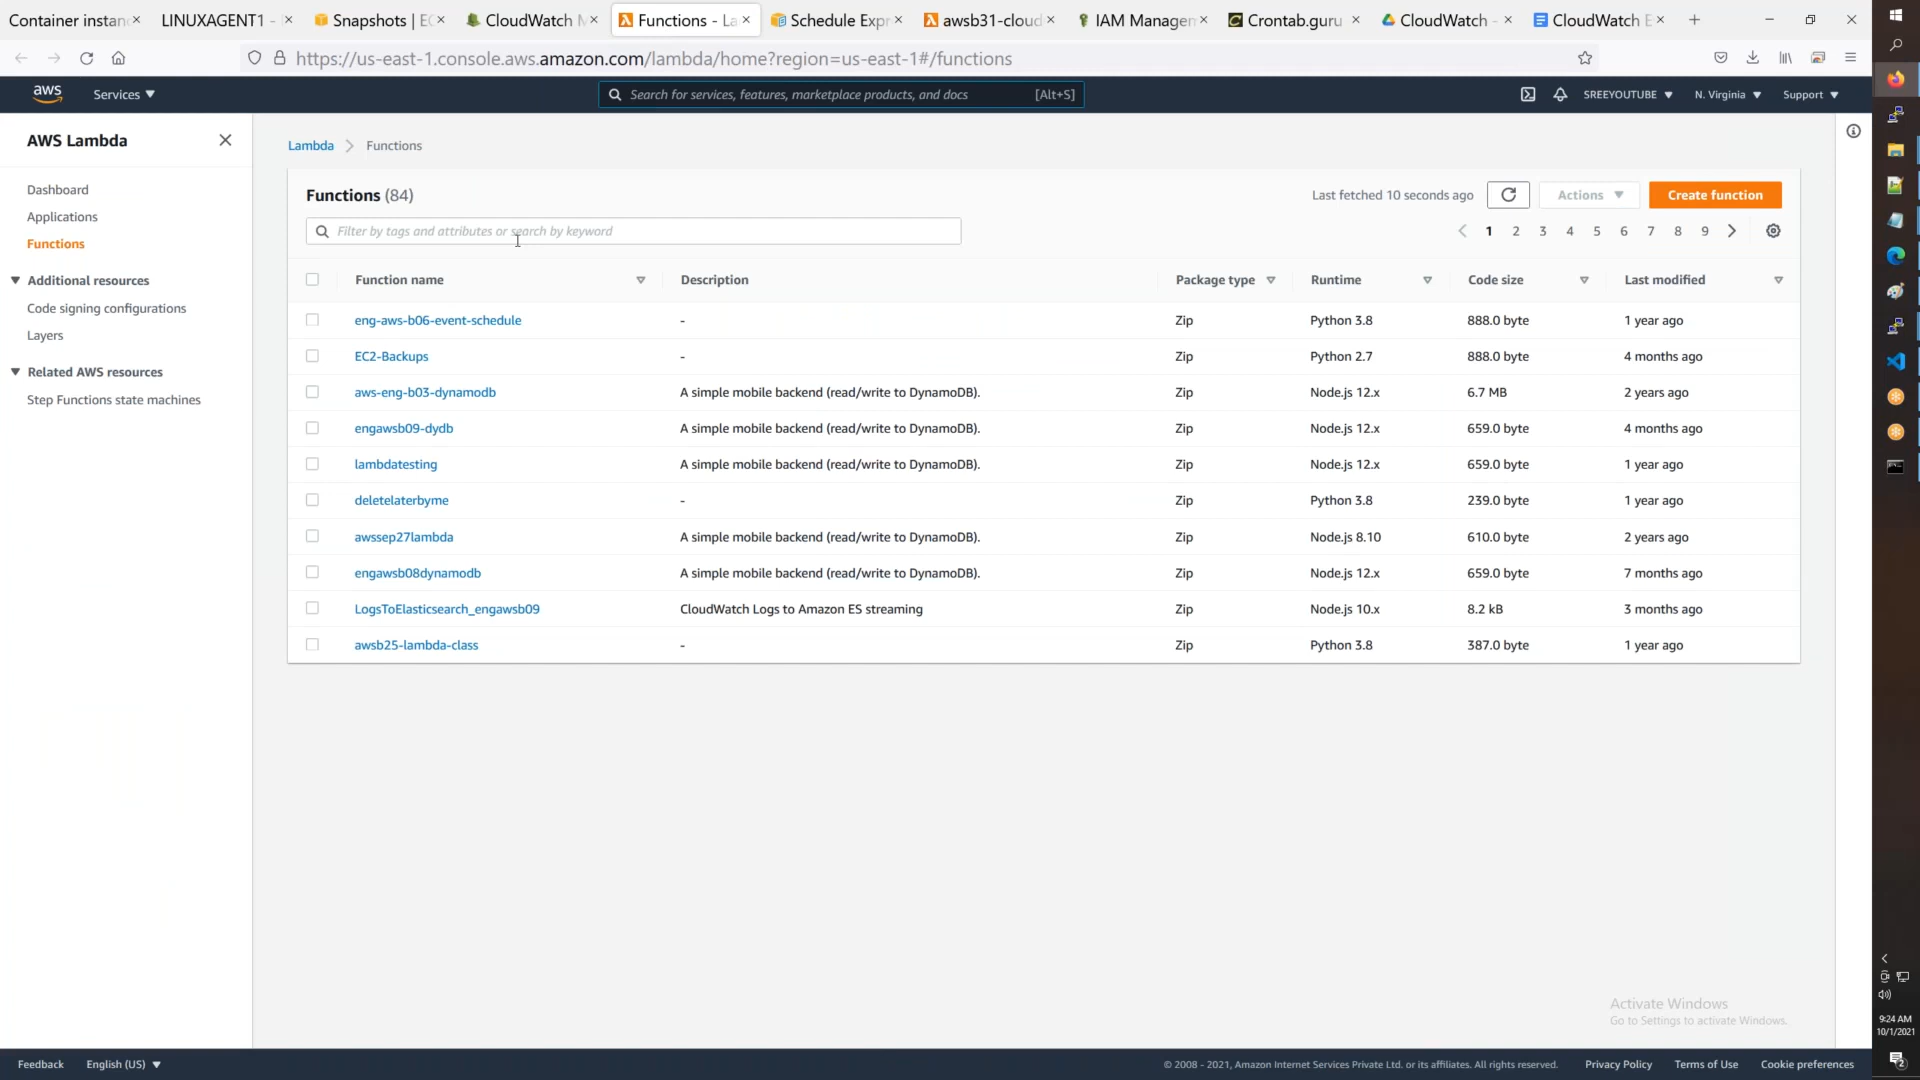 Container instanc
LINUXAGENT1 -
Snapshots | EC
CloudWatch M
Functions - La
Schedule Expr
awsb31-cloud
IAM Managem
Crontab.guru
CloudWatch -
CloudWatch E
https://us-east-1.console.aws.amazon.com/lambda/home?region=us-east-1#/functions
aws
Services
Search for services, features, marketplace products, and docs [Alt+S]
SREEYOUTUBE
N. Virginia
Support
AWS Lambda
Dashboard
Applications
Functions
Additional resources
Code signing configurations
Layers
Related AWS resources
Step Functions state machines
Lambda > Functions
Functions (84)
Last fetched 10 seconds ago
Actions
Create function
Filter by tags and attributes or search by keyword
1 2 3 4 5 6 7 8 9
Function name Description Package type Runtime Code size Last modified
eng-aws-b06-event-schedule - Zip Python 3.8 888.0 byte 1 year ago
EC2-Backups - Zip Python 2.7 888.0 byte 4 months ago
aws-eng-b03-dynamodb A simple mobile backend (read/write to DynamoDB). Zip Node.js 12.x 6.7 MB 2 years ago
engawsb09-dydb A simple mobile backend (read/write to DynamoDB). Zip Node.js 12.x 659.0 byte 4 months ago
lambdatesting A simple mobile backend (read/write to DynamoDB). Zip Node.js 12.x 659.0 byte 1 year ago
deletelaterbyme - Zip Python 3.8 239.0 byte 1 year ago
awssep27lambda A simple mobile backend (read/write to DynamoDB). Zip Node.js 8.10 610.0 byte 2 years ago
engawsb08dynamodb A simple mobile backend (read/write to DynamoDB). Zip Node.js 12.x 659.0 byte 7 months ago
LogsToElasticsearch_engawsb09 CloudWatch Logs to Amazon ES streaming Zip Node.js 10.x 8.2 kB 3 months ago
awsb25-lambda-class - Zip Python 3.8 387.0 byte 1 year ago
Activate Windows
Go to Settings to activate Windows.
9:24 AM
10/1/2021
2
Feedback
English (US)
© 2008 - 2021, Amazon Internet Services Private Ltd. or its affiliates. All rights reserved.
Privacy Policy
Terms of Use
Cookie preferences